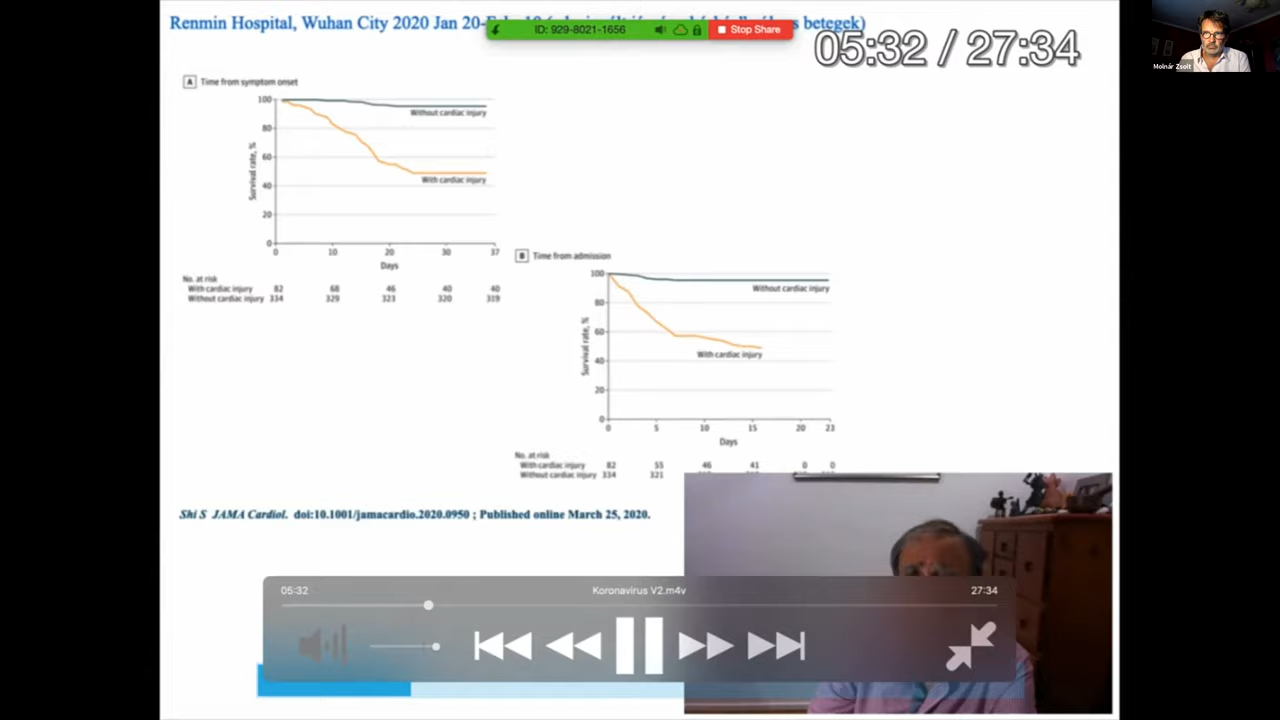 Renmin Hospital, Wuhan City 2020 Jan 20-
s betegek)
ID: 929-8021-1656
Stop Share
05:32 / 27:34
Molnár Zsolt
A Time from symptom onset
100
80
60
40
20
0
Survival rate, %
Without cardiac injury
With cardiac injury
0 10 20 30 37
Days
No. at risk
With cardiac injury 82 68 46 40 40
Without cardiac injury 334 329 323 320 319
B Time from admission
100
80
60
40
20
0
Survival rate, %
Without cardiac injury
With cardiac injury
0 5 10 15 20 23
Days
No. at risk
With cardiac injury 82 55 46 41 0 0
Without cardiac injury 334 321
Shi S JAMA Cardiol. doi:10.1001/jamacardio.2020.0950 ; Published online March 25, 2020.
05:32 Koronavirus V2.m4v 27:34